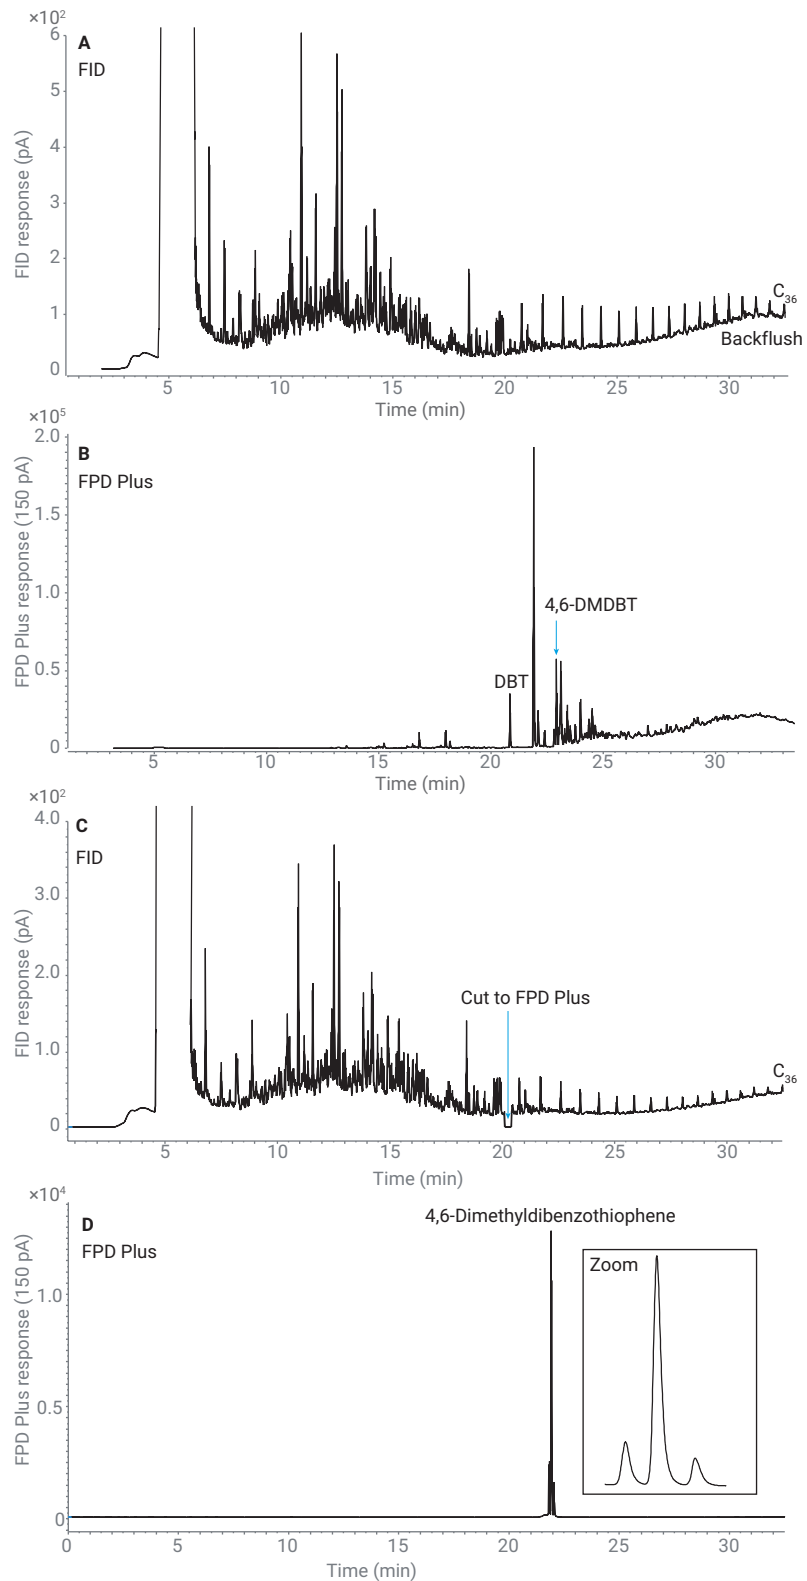 ×10²
A
FID
FID response (pA)
6
5
4
3
2
1
0
C₃₆
Backflush
5 10 15 20 25 30
Time (min)
×10⁵
B
FPD Plus
FPD Plus response (150 pA)
2.0
1.5
1.0
0.5
0
4,6-DMDBT
DBT
5 10 15 20 25 30
Time (min)
×10²
C
FID
FID response (pA)
4.0
3.0
2.0
1.0
0
Cut to FPD Plus
C₃₆
5 10 15 20 25 30
Time (min)
×10⁴
D
FPD Plus
FPD Plus response (150 pA)
1.0
0.5
0
4,6-Dimethyldibenzothiophene
Zoom
0 5 10 15 20 25 30
Time (min)